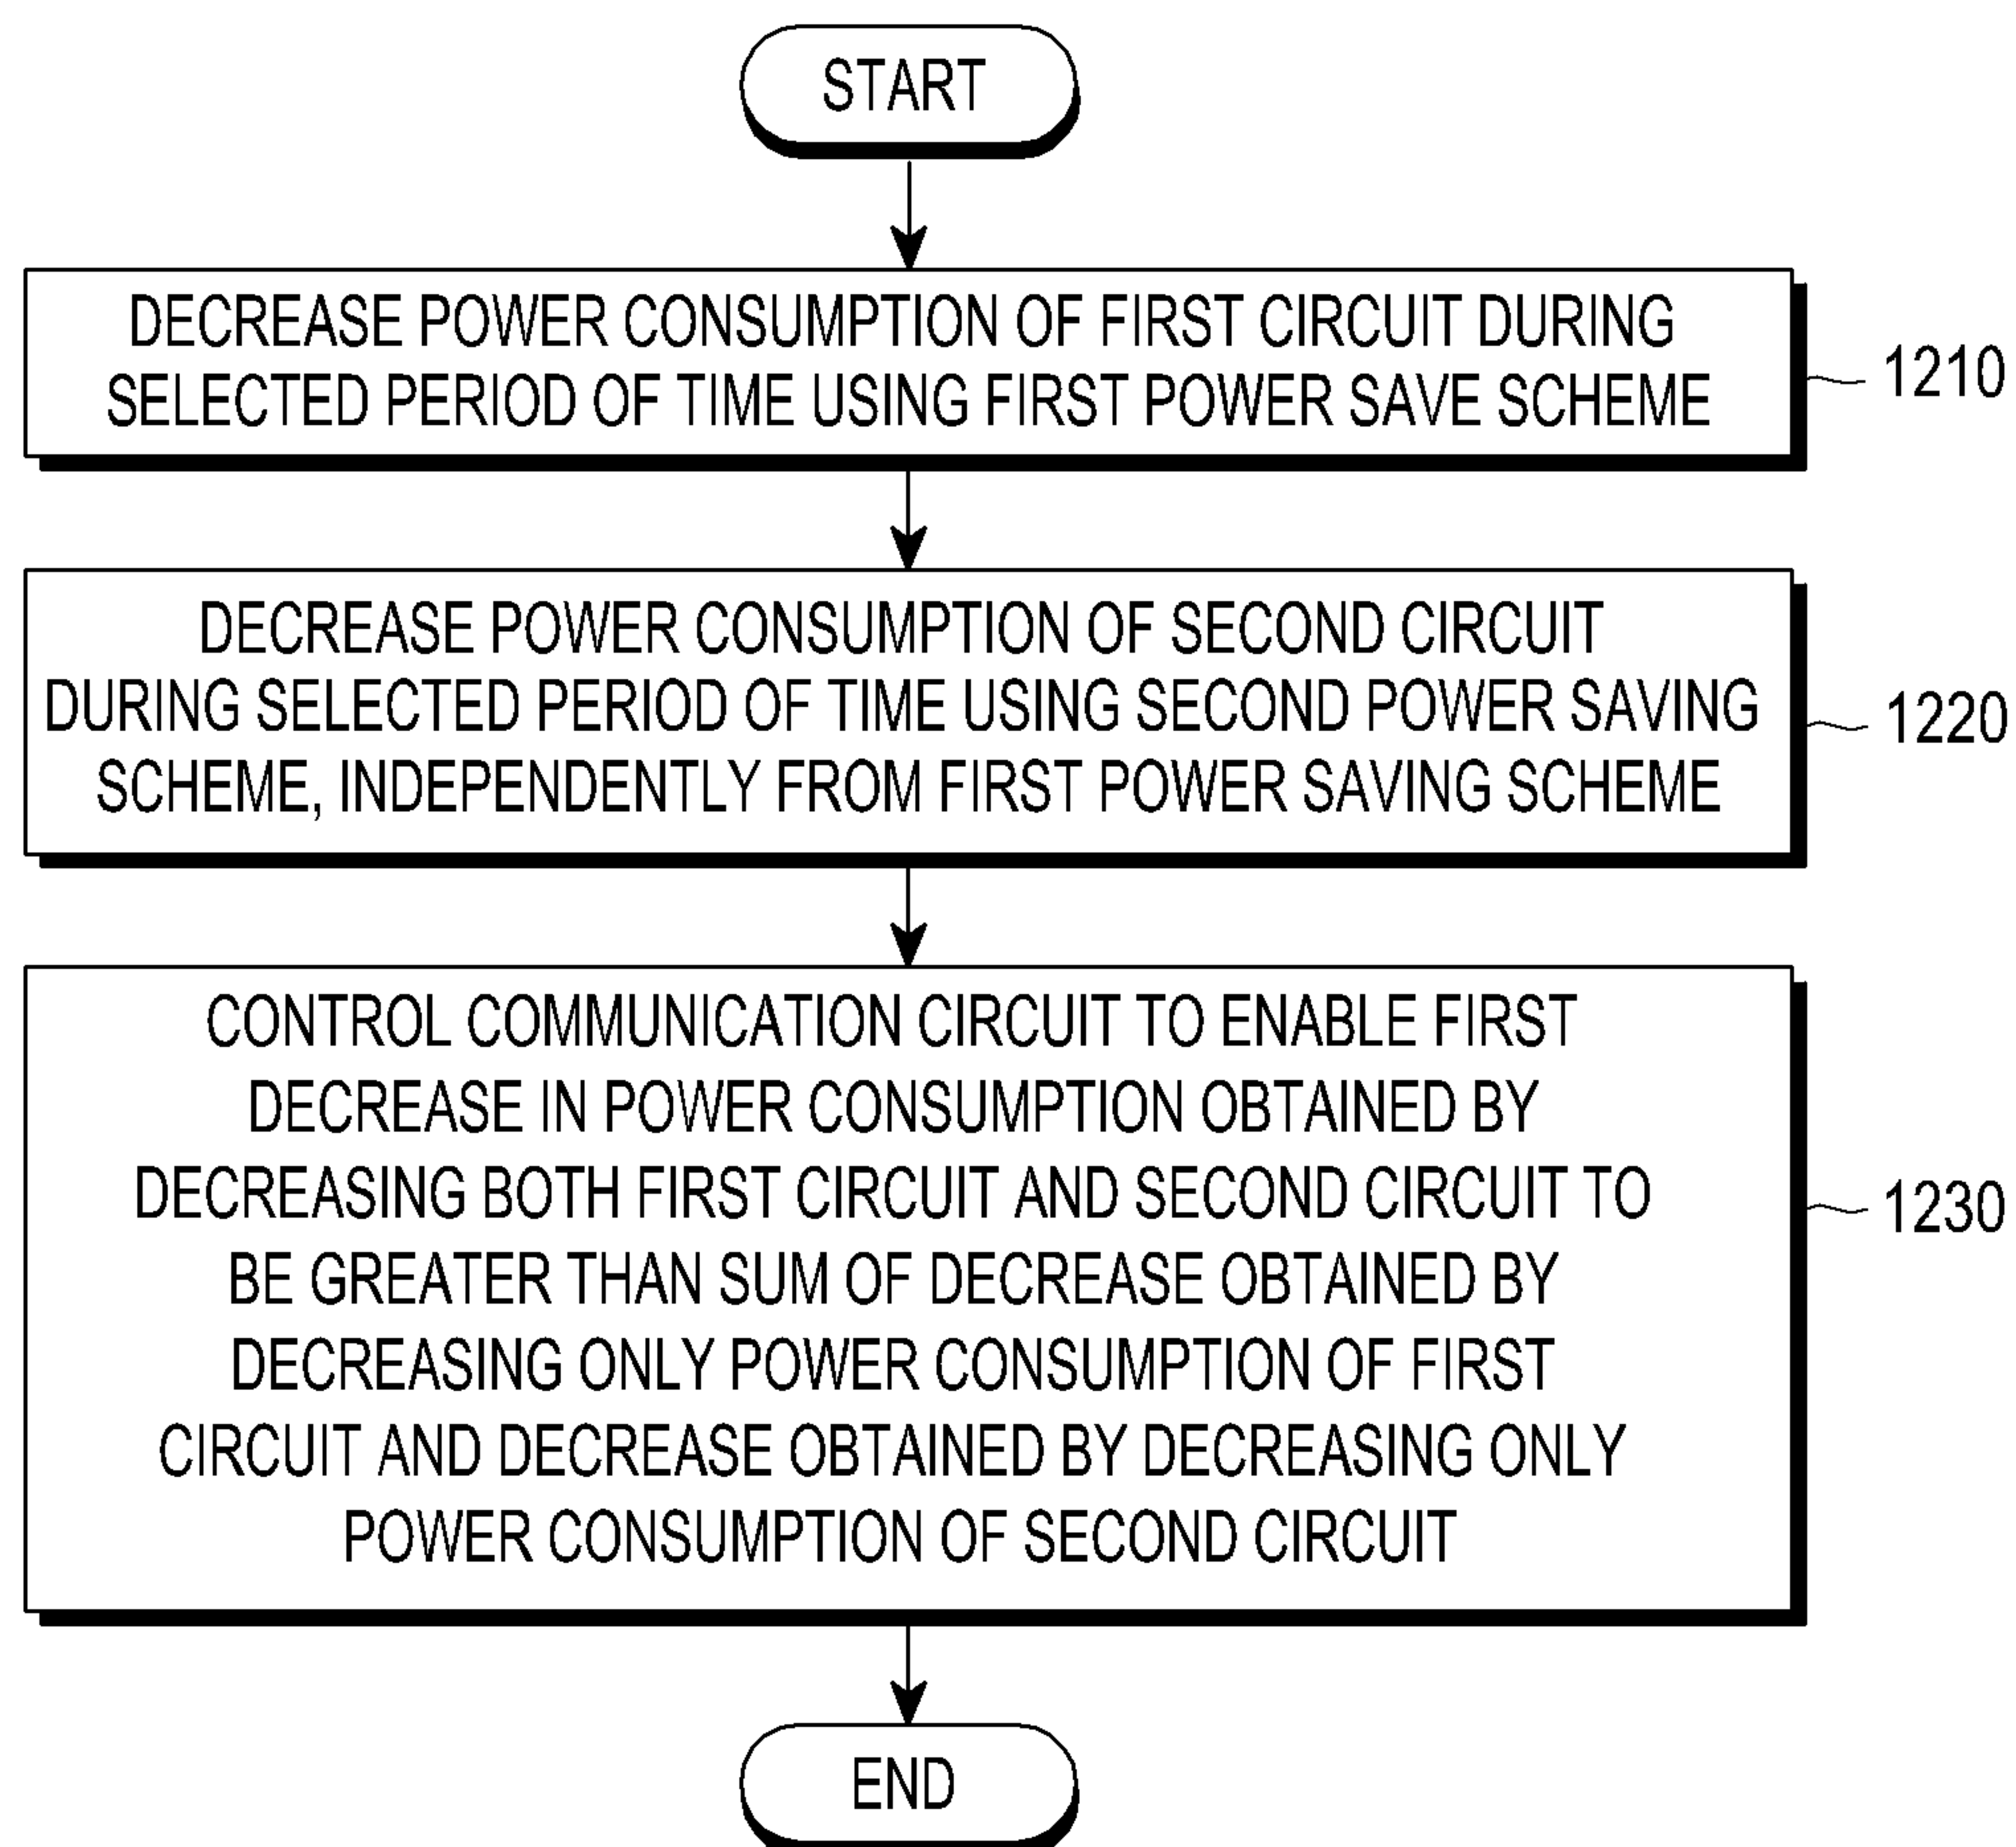 START
DECREASE POWER CONSUMPTION OF FIRST CIRCUIT DURING
SELECTED PERIOD OF TIME USING FIRST POWER SAVE SCHEME
1210
DECREASE POWER CONSUMPTION OF SECOND CIRCUIT
DURING SELECTED PERIOD OF TIME USING SECOND POWER SAVING
SCHEME, INDEPENDENTLY FROM FIRST POWER SAVING SCHEME
1220
CONTROL COMMUNICATION CIRCUIT TO ENABLE FIRST
DECREASE IN POWER CONSUMPTION OBTAINED BY
DECREASING BOTH FIRST CIRCUIT AND SECOND CIRCUIT TO
BE GREATER THAN SUM OF DECREASE OBTAINED BY
DECREASING ONLY POWER CONSUMPTION OF FIRST
CIRCUIT AND DECREASE OBTAINED BY DECREASING ONLY
POWER CONSUMPTION OF SECOND CIRCUIT
1230
END